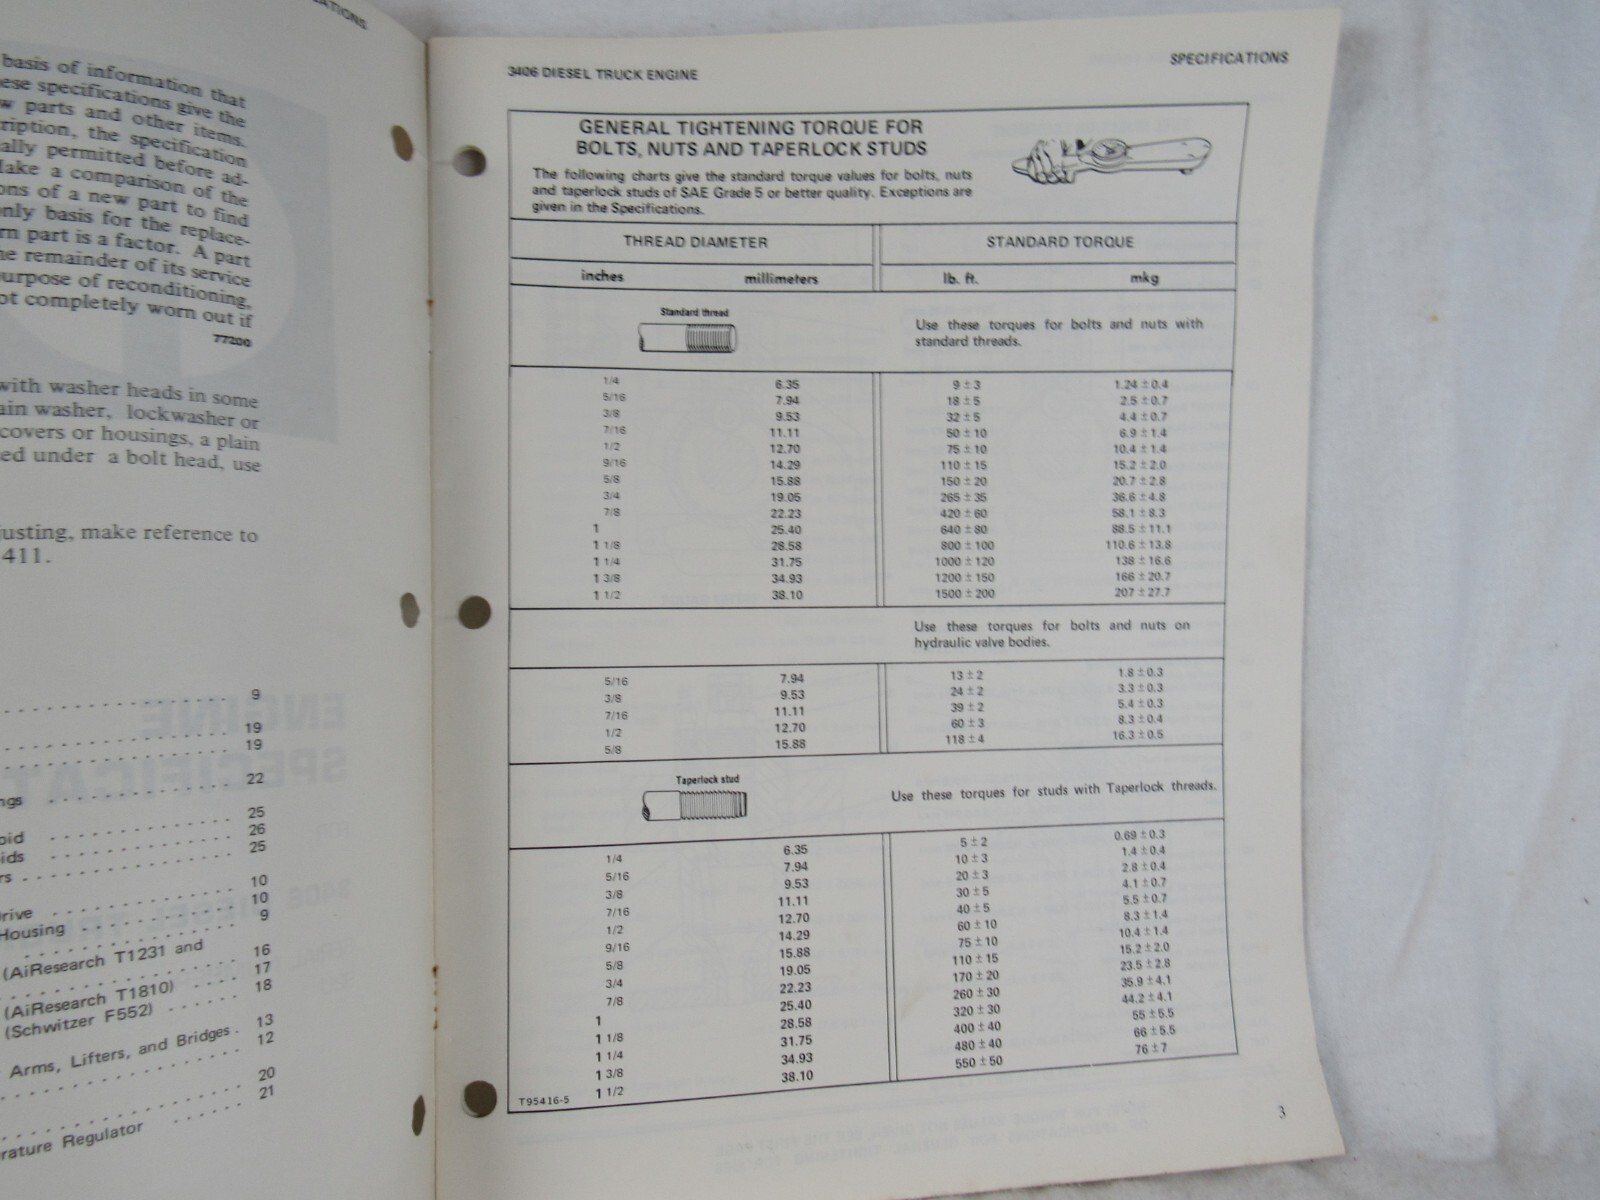 ATIONS
basis of information that
ese specifications give the
w parts and other items.
ription, the specification
ally permitted before ad-
Make a comparison of the
ons of a new part to find
only basis for the replace-
rn part is a factor. A part
he remainder of its service
purpose of reconditioning,
ot completely worn out if
77200
with washer heads in some
ain washer, lockwasher or
covers or housings, a plain
ed under a bolt head, use
justing, make reference to
411.
9
19
19
22
ngs
25
oid 26
ids 25
rs
10
rive 10
Housing 9
(AiResearch T1231 and
16
(AiResearch T1810) 17
(Schwitzer F552) 18
Arms, Lifters, and Bridges . 13
12
20
21
rature Regulator
3406 DIESEL TRUCK ENGINE SPECIFICATIONS
GENERAL TIGHTENING TORQUE FOR
BOLTS, NUTS AND TAPERLOCK STUDS
The following charts give the standard torque values for bolts, nuts
and taperlock studs of SAE Grade 5 or better quality. Exceptions are
given in the Specifications.
THREAD DIAMETER STANDARD TORQUE
inches millimeters lb. ft. mkg
Standard thread
Use these torques for bolts and nuts with
standard threads.
1/4 6.35 9 ± 3 1.24 ± 0.4
5/16 7.94 18 ± 5 2.5 ± 0.7
3/8 9.53 32 ± 5 4.4 ± 0.7
7/16 11.11 50 ± 10 6.9 ± 1.4
1/2 12.70 75 ± 10 10.4 ± 1.4
9/16 14.29 110 ± 15 15.2 ± 2.0
5/8 15.88 150 ± 20 20.7 ± 2.8
3/4 19.05 265 ± 35 36.6 ± 4.8
7/8 22.23 420 ± 60 58.1 ± 8.3
1 25.40 640 ± 80 88.5 ± 11.1
1 1/8 28.58 800 ± 100 110.6 ± 13.8
1 1/4 31.75 1000 ± 120 138 ± 16.6
1 3/8 34.93 1200 ± 150 166 ± 20.7
1 1/2 38.10 1500 ± 200 207 ± 27.7
Use these torques for bolts and nuts on
hydraulic valve bodies.
5/16 7.94 13 ± 2 1.8 ± 0.3
3/8 9.53 24 ± 2 3.3 ± 0.3
7/16 11.11 39 ± 2 5.4 ± 0.3
1/2 12.70 60 ± 3 8.3 ± 0.4
5/8 15.88 118 ± 4 16.3 ± 0.5
Taperlock stud
Use these torques for studs with Taperlock threads.
1/4 6.35 5 ± 2 0.69 ± 0.3
5/16 7.94 10 ± 3 1.4 ± 0.4
3/8 9.53 20 ± 3 2.8 ± 0.4
7/16 11.11 30 ± 5 4.1 ± 0.7
1/2 12.70 40 ± 5 5.5 ± 0.7
9/16 14.29 60 ± 10 8.3 ± 1.4
5/8 15.88 75 ± 10 10.4 ± 1.4
3/4 19.05 110 ± 15 15.2 ± 2.0
7/8 22.23 170 ± 20 23.5 ± 2.8
1 25.40 260 ± 30 35.9 ± 4.1
1 1/8 28.58 320 ± 30 44.2 ± 4.1
1 1/4 31.75 400 ± 40 55 ± 5.5
1 3/8 34.93 480 ± 40 66 ± 5.5
1 1/2 38.10 550 ± 50 76 ± 7
T95416-5
3